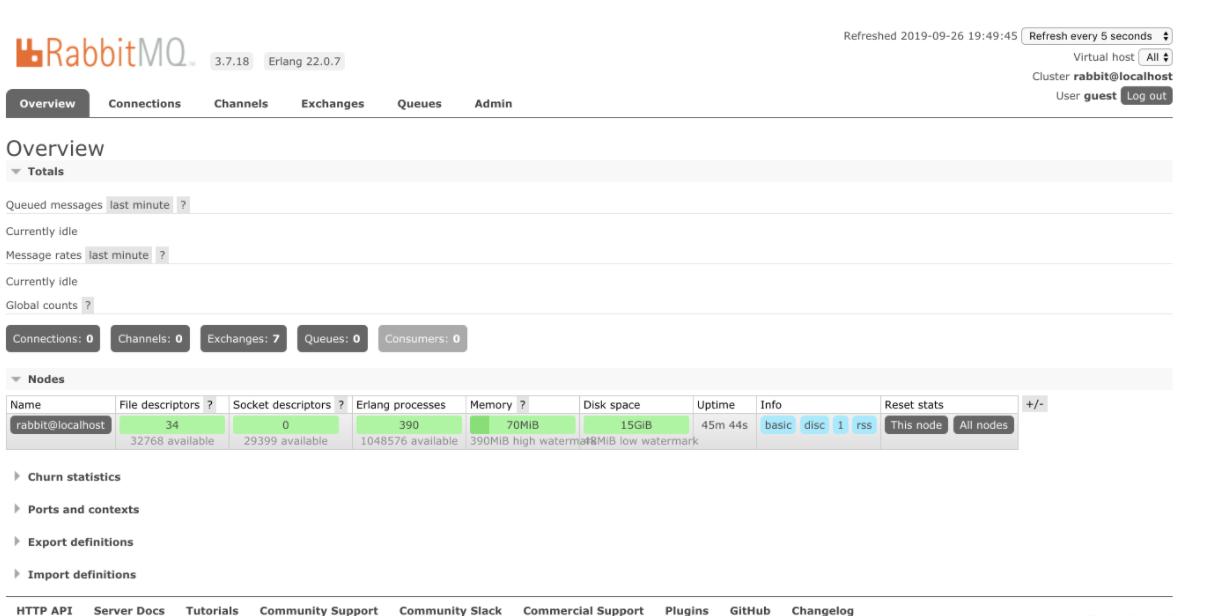 Refreshed 2019-09-26 19:49:45 Refresh every 5 seconds
RabbitMQ 3.7.18 Erlang 22.0.7
Virtual host All
Cluster rabbit@localhost
User guest Log out
Overview Connections Channels Exchanges Queues Admin
Overview
Totals
Queued messages last minute ?
Currently idle
Message rates last minute ?
Currently idle
Global counts ?
Connections: 0 Channels: 0 Exchanges: 7 Queues: 0 Consumers: 0
Nodes
Name File descriptors ? Socket descriptors ? Erlang processes Memory ? Disk space Uptime Info Reset stats +/-
rabbit@localhost 34 0 390 70MiB 15GiB 45m 44s basic disc 1 rss This node All nodes
32768 available 29399 available 1048576 available 390MiB high watermark 48MiB low watermark
Churn statistics
Ports and contexts
Export definitions
Import definitions
HTTP API Server Docs Tutorials Community Support Community Slack Commercial Support Plugins GitHub Changelog